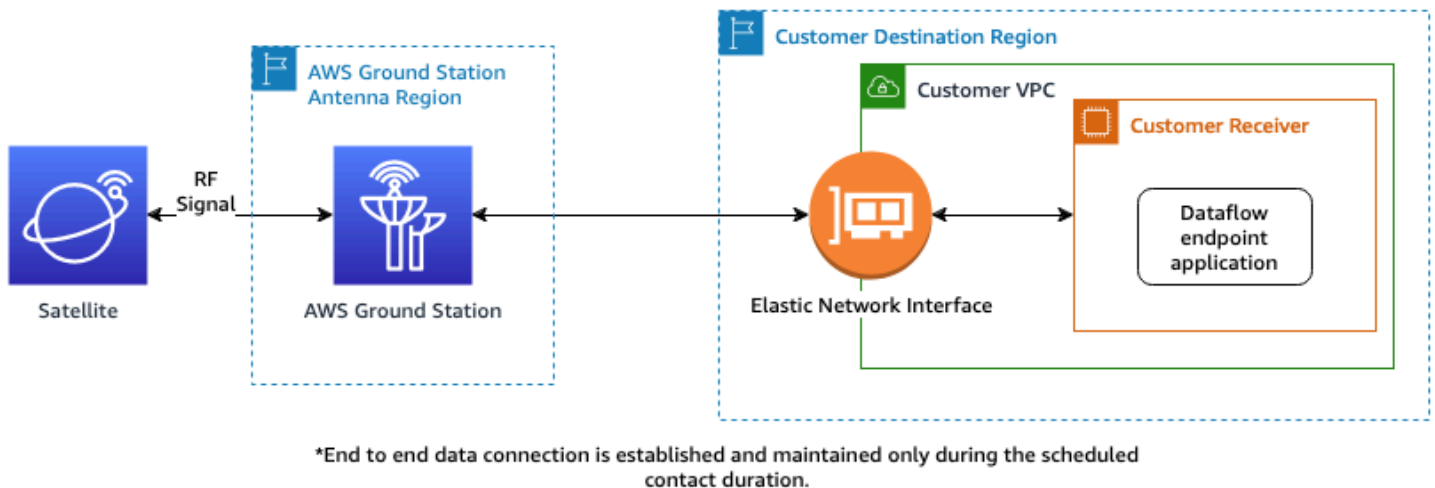 Customer Destination Region
AWS Ground Station
Antenna Region
Customer VPC
Customer Receiver
RF
Signal
Dataflow
endpoint
application
Satellite
AWS Ground Station
Elastic Network Interface
*End to end data connection is established and maintained only during the scheduled
contact duration.